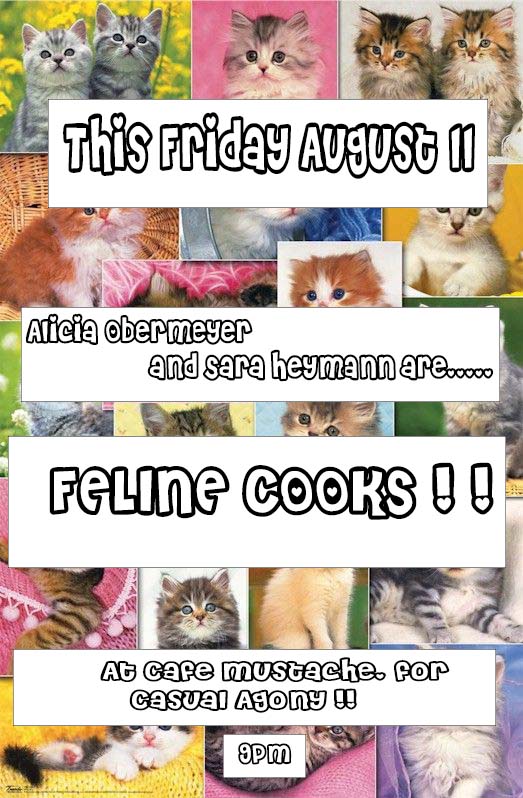 This Friday August 11
Alicia Obermeyer
and Sara Heymann are.....
Feline Cooks !!
At Cafe Mustache. for
Casual Agony !!
9pm